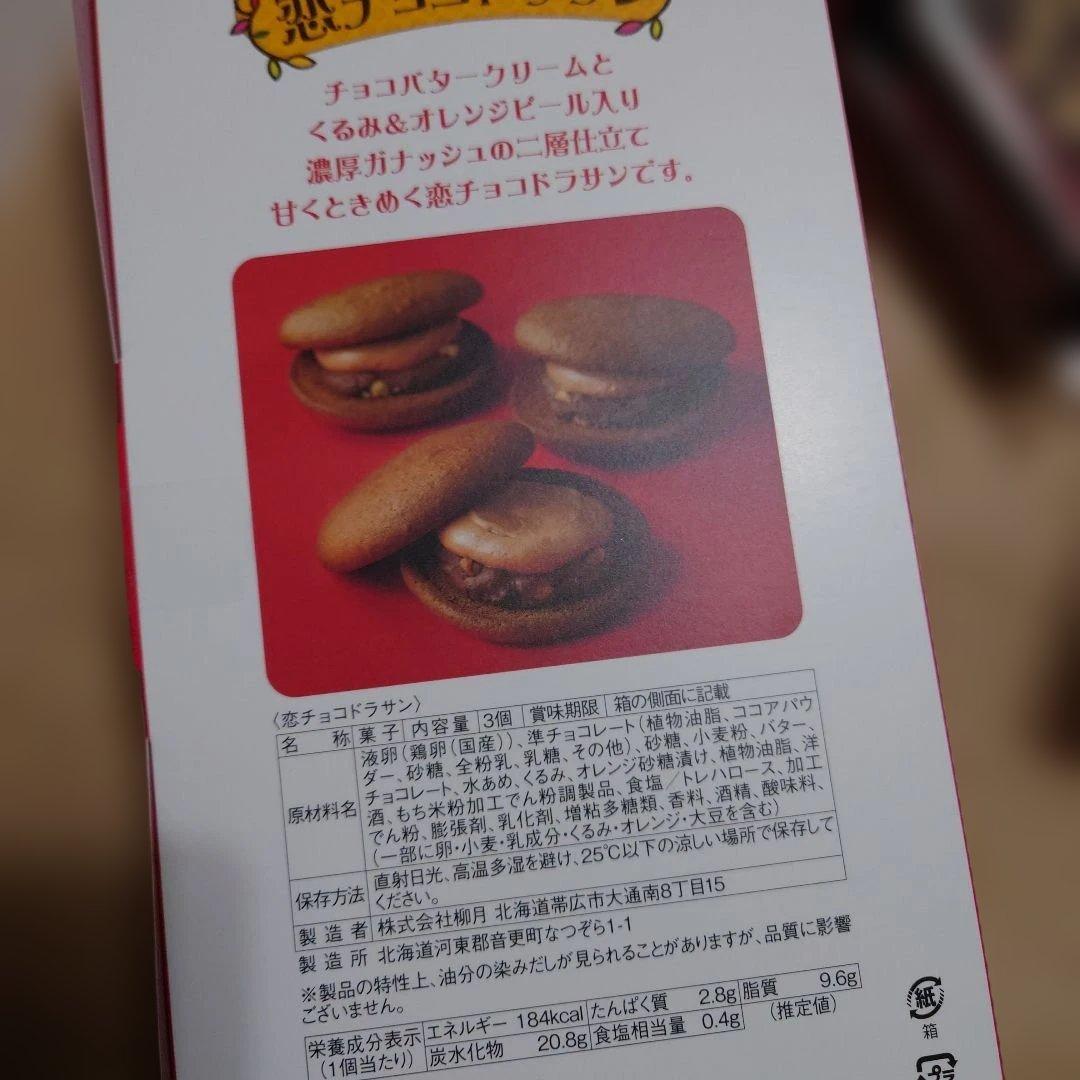 恋チョコドラサン
チョコバタークリームと
くるみ&オレンジピール入り
濃厚ガナッシュの二層仕立て
甘くときめく恋チョコドラサンです。
〈恋チョコドラサン〉
名 称 菓子 内容量 3個 賞味期限 箱の側面に記載
原材料名 液卵(鶏卵(国産))、準チョコレート(植物油脂、ココアパウ
ダー、砂糖、全粉乳、乳糖、その他)、砂糖、小麦粉、バター、
チョコレート、水あめ、くるみ、オレンジ砂糖漬け、植物油脂、洋
酒、もち米粉加工でん粉調製品、食塩／トレハロース、加工
でん粉、膨張剤、乳化剤、増粘多糖類、香料、酒精、酸味料、
(一部に卵・小麦・乳成分・くるみ・オレンジ・大豆を含む)
保存方法 直射日光、高温多湿を避け、25℃以下の涼しい場所で保存して
ください。
製造者 株式会社柳月 北海道帯広市大通南8丁目15
製造所 北海道河東郡音更町なつぞら1-1
※製品の特性上、油分の染みだしが見られることがありますが、品質に影響
ございません。
栄養成分表示 エネルギー 184kcal たんぱく質 2.8g 脂質 9.6g
(1個当たり) 炭水化物 20.8g 食塩相当量 0.4g (推定値)
紙
箱
プラ